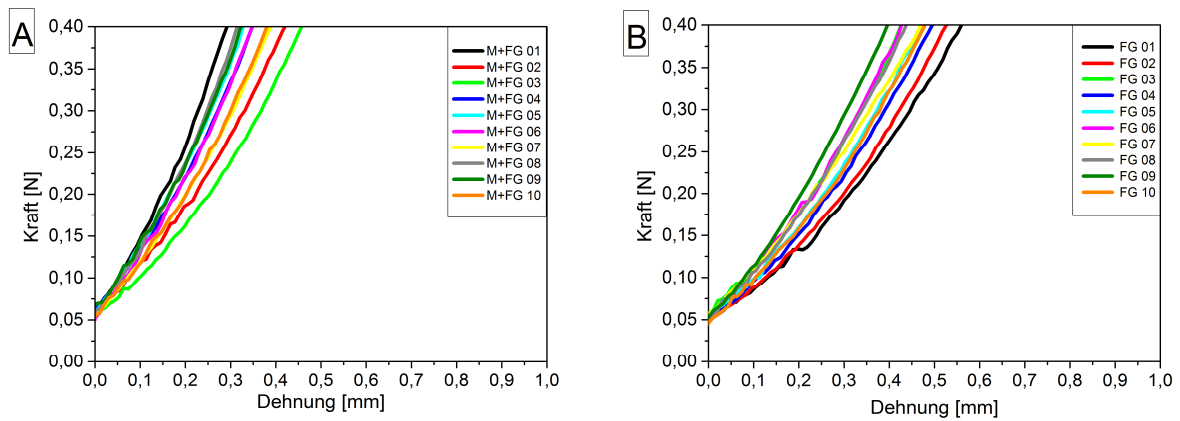 A
Kraft [N]
0,40
0,35
0,30
0,25
0,20
0,15
0,10
0,05
0,00
0,0 0,1 0,2 0,3 0,4 0,5 0,6 0,7 0,8 0,9 1,0
Dehnung [mm]
M+FG 01
M+FG 02
M+FG 03
M+FG 04
M+FG 05
M+FG 06
M+FG 07
M+FG 08
M+FG 09
M+FG 10
B
Kraft [N]
0,40
0,35
0,30
0,25
0,20
0,15
0,10
0,05
0,00
0,0 0,1 0,2 0,3 0,4 0,5 0,6 0,7 0,8 0,9 1,0
Dehnung [mm]
FG 01
FG 02
FG 03
FG 04
FG 05
FG 06
FG 07
FG 08
FG 09
FG 10